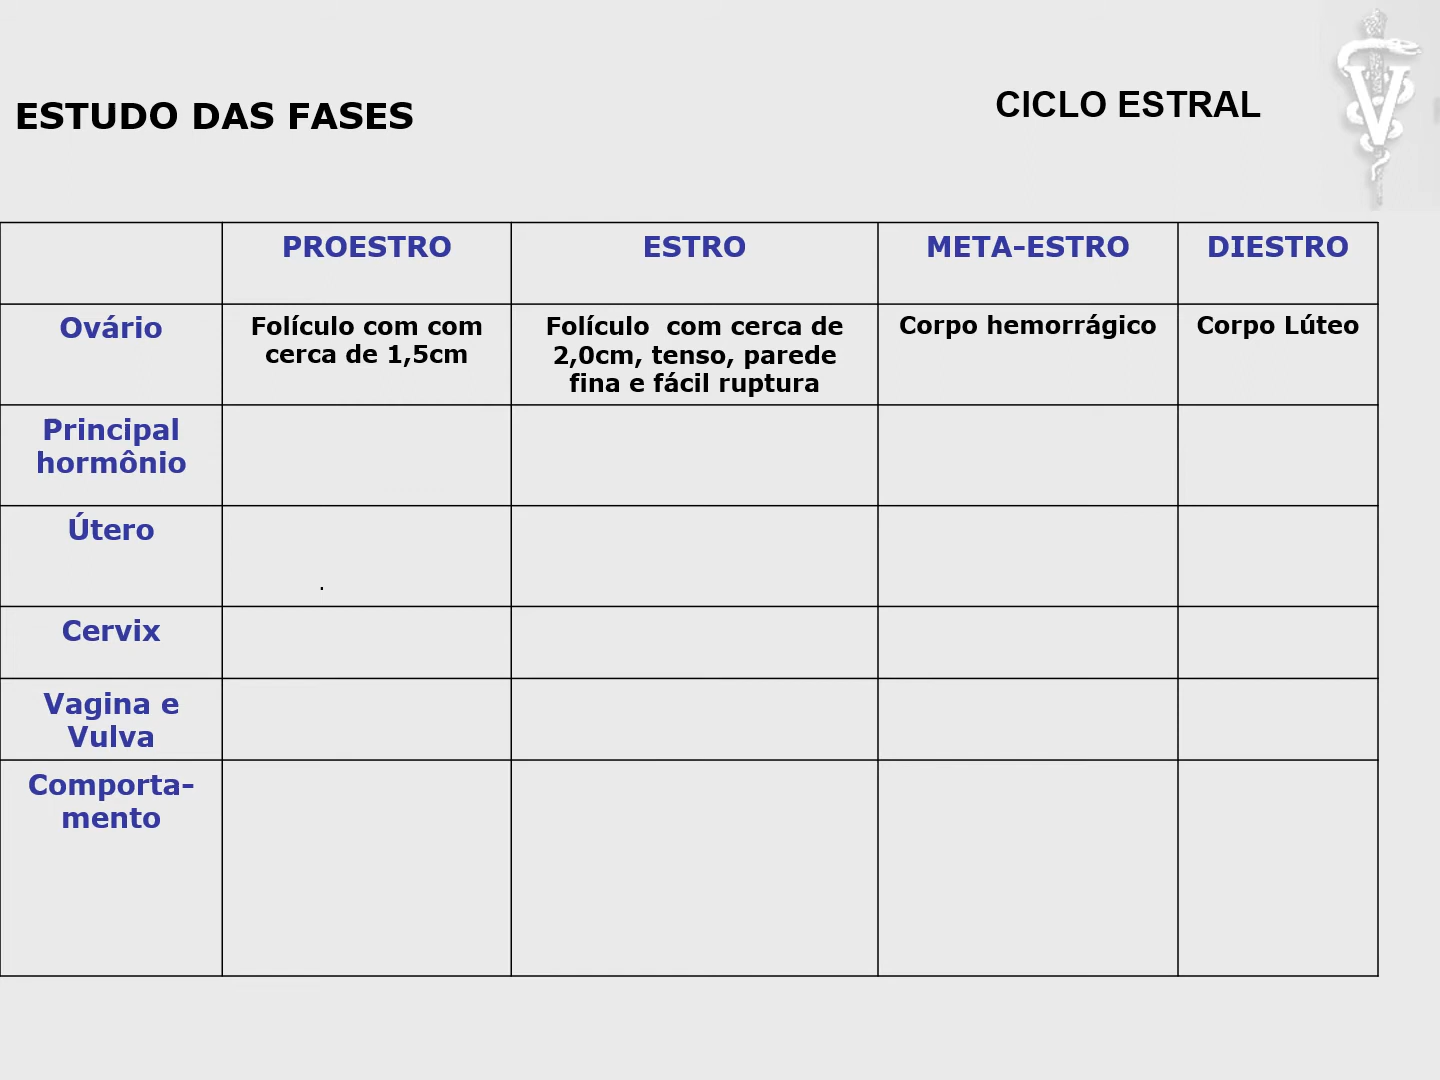 ESTUDO DAS FASES
CICLO ESTRAL
V
PROESTRO
ESTRO
META-ESTRO
DIESTRO
Ovário
Folículo com com
cerca de 1,5cm
Folículo  com cerca de
2,0cm, tenso, parede
fina e fácil ruptura
Corpo hemorrágico
Corpo Lúteo
Principal
hormônio
Útero
.
Cervix
Vagina e
Vulva
Comporta-
mento